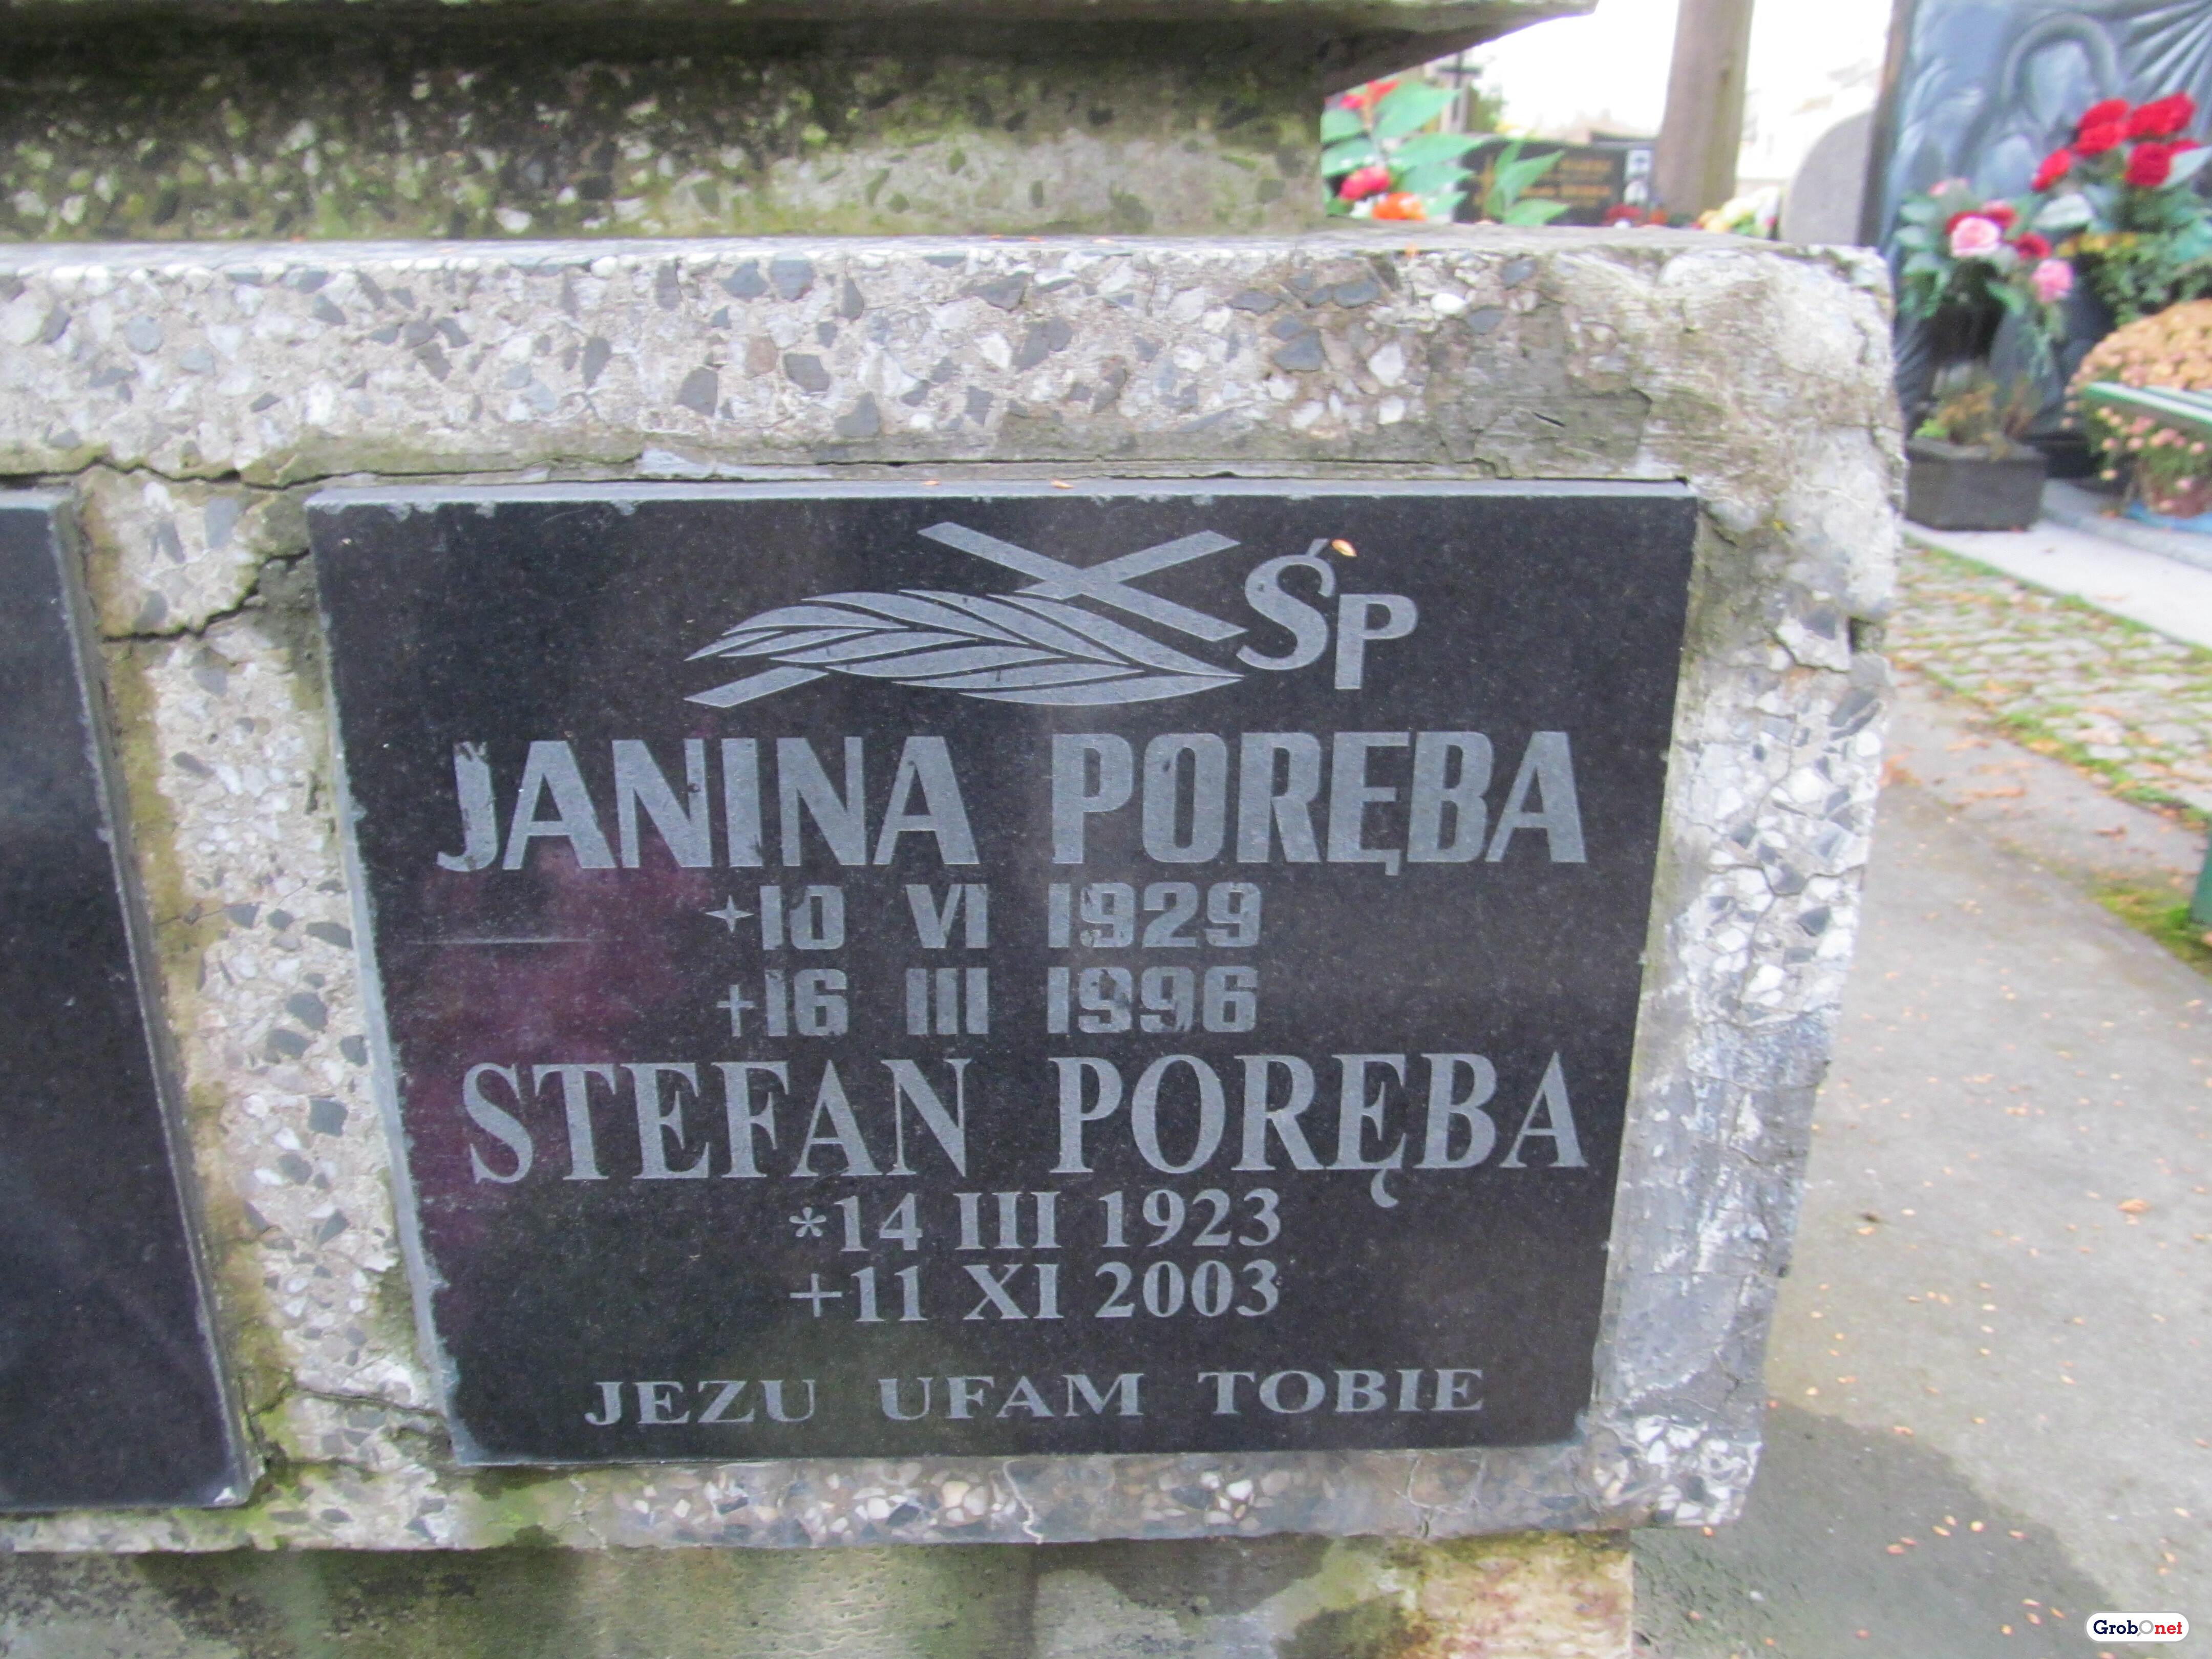 ŚP
JANINA PORĘBA
+10 VI 1929
+16 III 1996
STEFAN PORĘBA
*14 III 1923
+11 XI 2003
JEZU UFAM TOBIE
GrobOnet